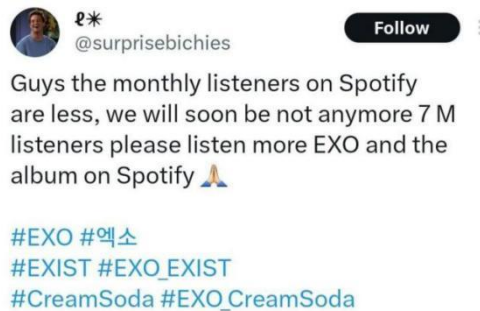 ℓ⁎
@surprisebichies
Follow
Guys the monthly listeners on Spotify
are less, we will soon be not anymore 7 M
listeners please listen more EXO and the
album on Spotify 🙏🏼
#EXO #엑소
#EXIST #EXO_EXIST
#CreamSoda #EXO_CreamSoda